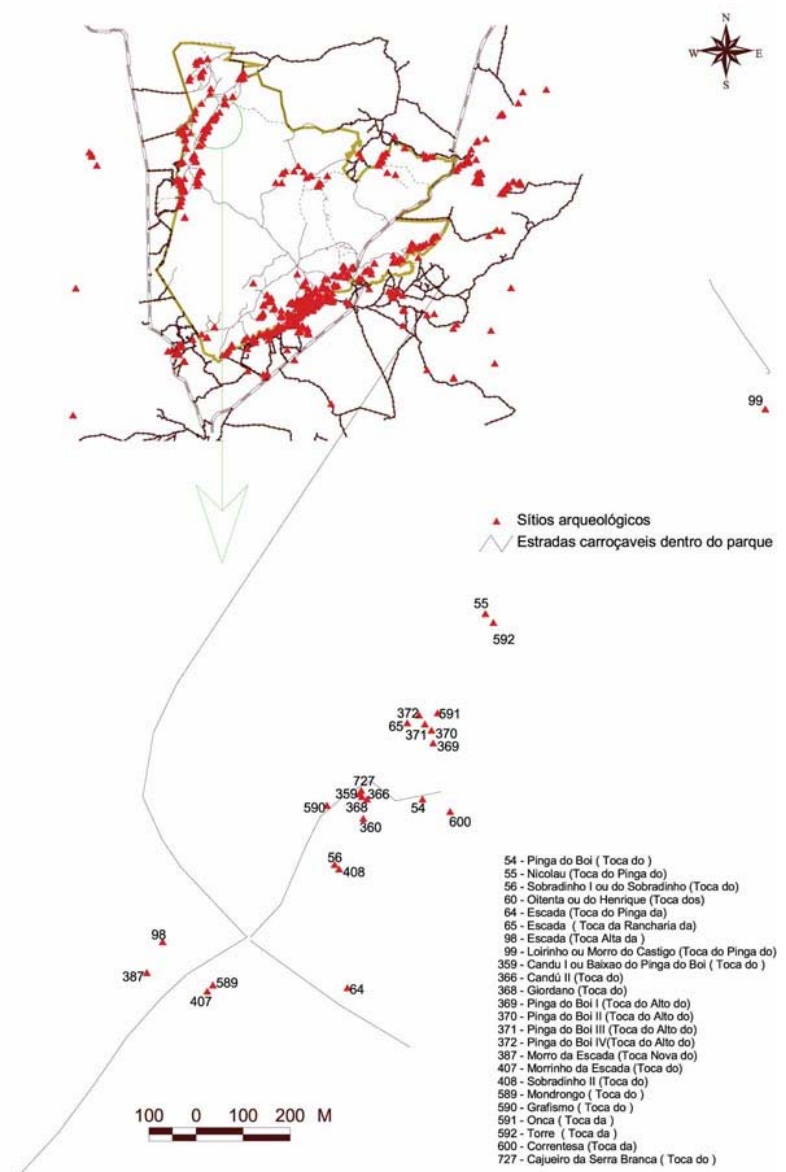 N
W E
S
99
Sítios arqueológicos
Estradas carroçaveis dentro do parque
55
592
372 591
65 371 370
369
727
359 366
590 368 54
360 600
56
408
98
387
589
407
64
100 0 100 200 M
54 - Pinga do Boi ( Toca do )
55 - Nicolau (Toca do Pinga do)
56 - Sobradinho I ou do Sobradinho (Toca do)
60 - Oitenta ou do Henrique (Toca dos)
64 - Escada (Toca do Pinga da)
65 - Escada ( Toca da Rancharia da)
98 - Escada (Toca Alta da )
99 - Loirinho ou Morro do Castigo (Toca do Pinga do)
359 - Candu I ou Baixao do Pinga do Boi ( Toca do )
366 - Candú II (Toca do)
368 - Giordano (Toca do)
369 - Pinga do Boi I (Toca do Alto do)
370 - Pinga do Boi II (Toca do Alto do)
371 - Pinga do Boi III (Toca do Alto do)
372 - Pinga do Boi IV(Toca do Alto do)
387 - Morro da Escada (Toca Nova do)
407 - Morrinho da Escada (Toca do)
408 - Sobradinho II (Toca do)
589 - Mondrongo ( Toca do )
590 - Grafismo ( Toca do )
591 - Onca ( Toca da )
592 - Torre ( Toca da )
600 - Correntesa (Toca da)
727 - Cajueiro da Serra Branca ( Toca do )